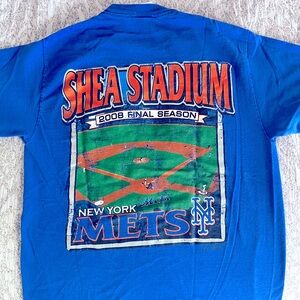 SHEA STADIUM
2008 FINAL SEASON
NEW YORK
METS
NY